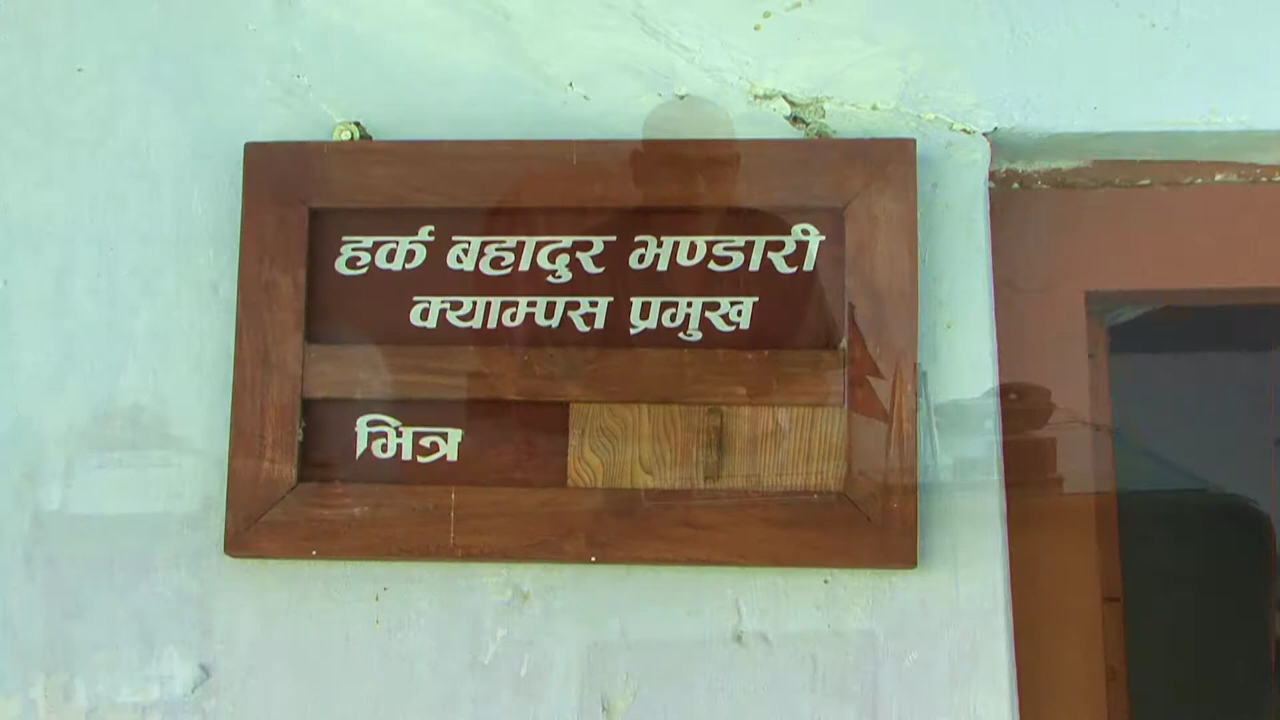 हर्क बहादुर भण्डारी
क्याम्पस प्रमुख
भित्र